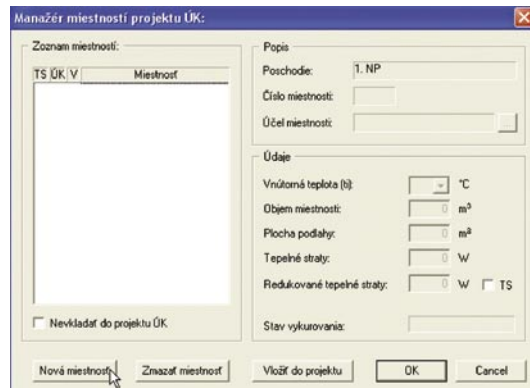 Manažér miestností projektu ÚK:
Zoznam miestností:
TS ÚK V Miestnosť
Nevkladať do projektu ÚK
Popis
Poschodie: 1. NP
Číslo miestnosti:
Účel miestnosti: ...
Údaje
Vnútorná teplota (ti): °C
Objem miestnosti: 0 m³
Plocha podlahy: 0 m²
Tepelné straty: 0 W
Redukované tepelné straty: 0 W TS
Stav vykurovania:
Nová miestnosť Zmazať miestnosť Vložiť do projektu OK Cancel